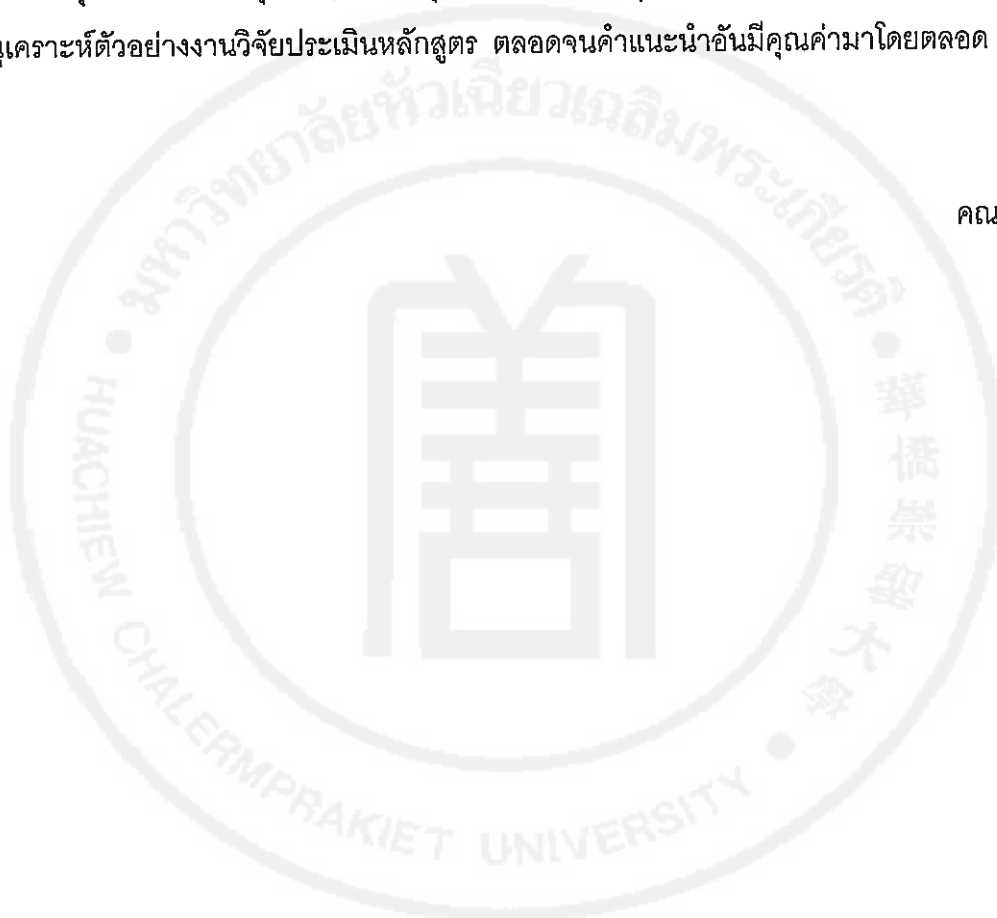 นุเคราะห์ตัวอย่างงานวิจัยประเมินหลักสูตร ตลอดจนคำแนะนำอันมีคุณค่ามาโดยตลอด
คณ
มหาวิทยาลัยหัวเฉียวเฉลิมพระเกียรติ
華僑崇聖大學
HUACHIEW CHALERMPRAKIET UNIVERSITY